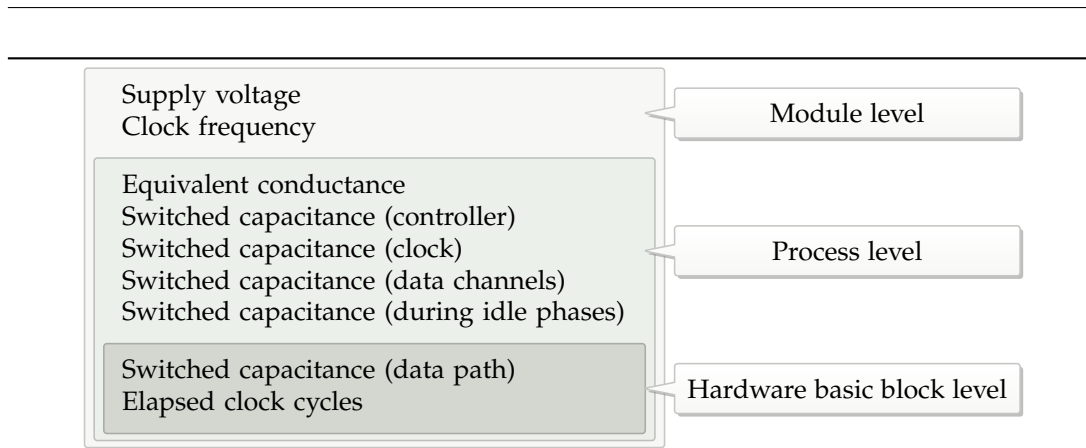 Supply voltage
Clock frequency
Module level
Equivalent conductance
Switched capacitance (controller)
Switched capacitance (clock)
Switched capacitance (data channels)
Switched capacitance (during idle phases)
Process level
Switched capacitance (data path)
Elapsed clock cycles
Hardware basic block level